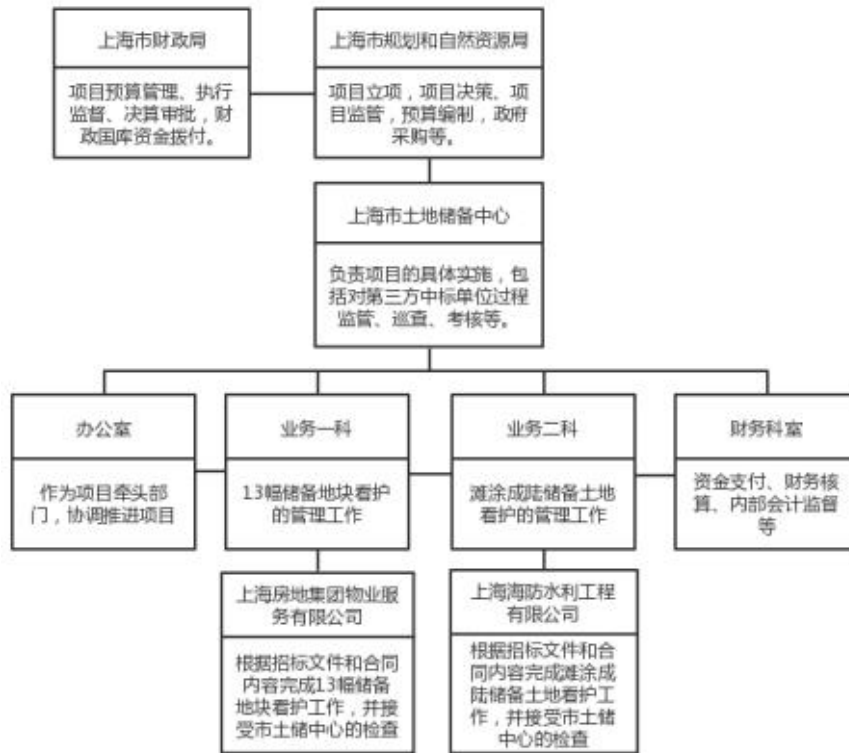 上海市财政局
项目预算管理、执行
监督、决算审批，财
政国库资金拨付。
上海市规划和自然资源局
项目立项，项目决策、项
目监管，预算编制，政府
采购等。
上海市土地储备中心
负责项目的具体实施，包
括对第三方中标单位过程
监管、巡查、考核等。
办公室
作为项目牵头部
门，协调推进项目
业务一科
13幅储备地块看护
的管理工作
业务二科
滩涂成陆储备土地
看护的管理工作
财务科室
资金支付、财务核
算、内部会计监督
等
上海房地集团物业服
务有限公司
根据招标文件和合同
内容完成13幅储备
地块看护工作，并接
受市土储中心的检查
上海海防水利工程
有限公司
根据招标文件和合
同内容完成滩涂成
陆储备土地看护工
作，并接受市土储
中心的检查